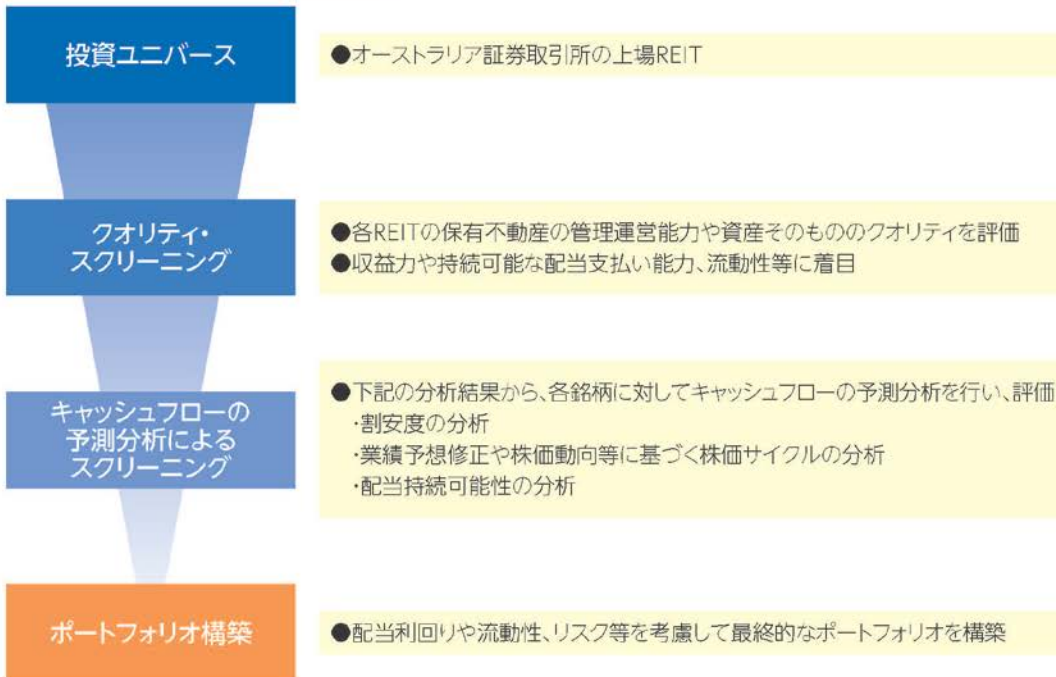 投資ユニバース
●オーストラリア証券取引所の上場REIT
クオリティ・
スクリーニング
●各REITの保有不動産の管理運営能力や資産そのもののクオリティを評価
●収益力や持続可能な配当支払い能力、流動性等に着目
キャッシュフローの
予測分析による
スクリーニング
●下記の分析結果から、各銘柄に対してキャッシュフローの予測分析を行い、評価
・割安度の分析
・業績予想修正や株価動向等に基づく株価サイクルの分析
・配当持続可能性の分析
ポートフォリオ構築
●配当利回りや流動性、リスク等を考慮して最終的なポートフォリオを構築